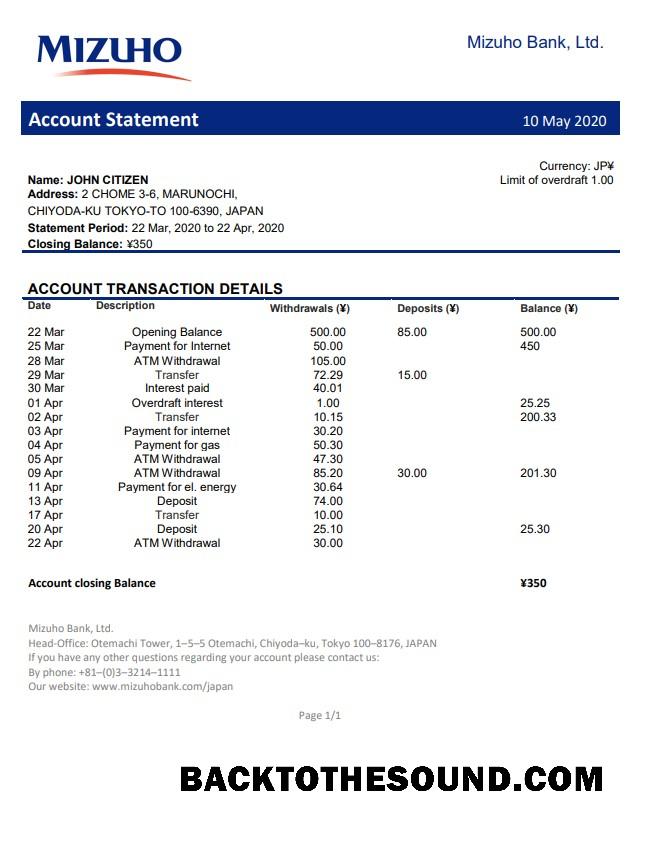 MIZUHO
Mizuho Bank, Ltd.
Account Statement 10 May 2020
Currency: JP¥
Name: JOHN CITIZEN Limit of overdraft 1.00
Address: 2 CHOME 3-6, MARUNOCHI,
CHIYODA-KU TOKYO-TO 100-6390, JAPAN
Statement Period: 22 Mar, 2020 to 22 Apr, 2020
Closing Balance: ¥350
ACCOUNT TRANSACTION DETAILS
Date Description Withdrawals (¥) Deposits (¥) Balance (¥)
22 Mar Opening Balance 500.00 85.00 500.00
25 Mar Payment for Internet 50.00 450
28 Mar ATM Withdrawal 105.00
29 Mar Transfer 72.29 15.00
30 Mar Interest paid 40.01
01 Apr Overdraft interest 1.00 25.25
02 Apr Transfer 10.15 200.33
03 Apr Payment for internet 30.20
04 Apr Payment for gas 50.30
05 Apr ATM Withdrawal 47.30
09 Apr ATM Withdrawal 85.20 30.00 201.30
11 Apr Payment for el. energy 30.64
13 Apr Deposit 74.00
17 Apr Transfer 10.00
20 Apr Deposit 25.10 25.30
22 Apr ATM Withdrawal 30.00
Account closing Balance ¥350
Mizuho Bank, Ltd.
Head-Office: Otemachi Tower, 1–5–5 Otemachi, Chiyoda–ku, Tokyo 100–8176, JAPAN
If you have any other questions regarding your account please contact us:
By phone: +81–(0)3–3214–1111
Our website: www.mizuhobank.com/japan
Page 1/1
BACKTOTHESOUND.COM